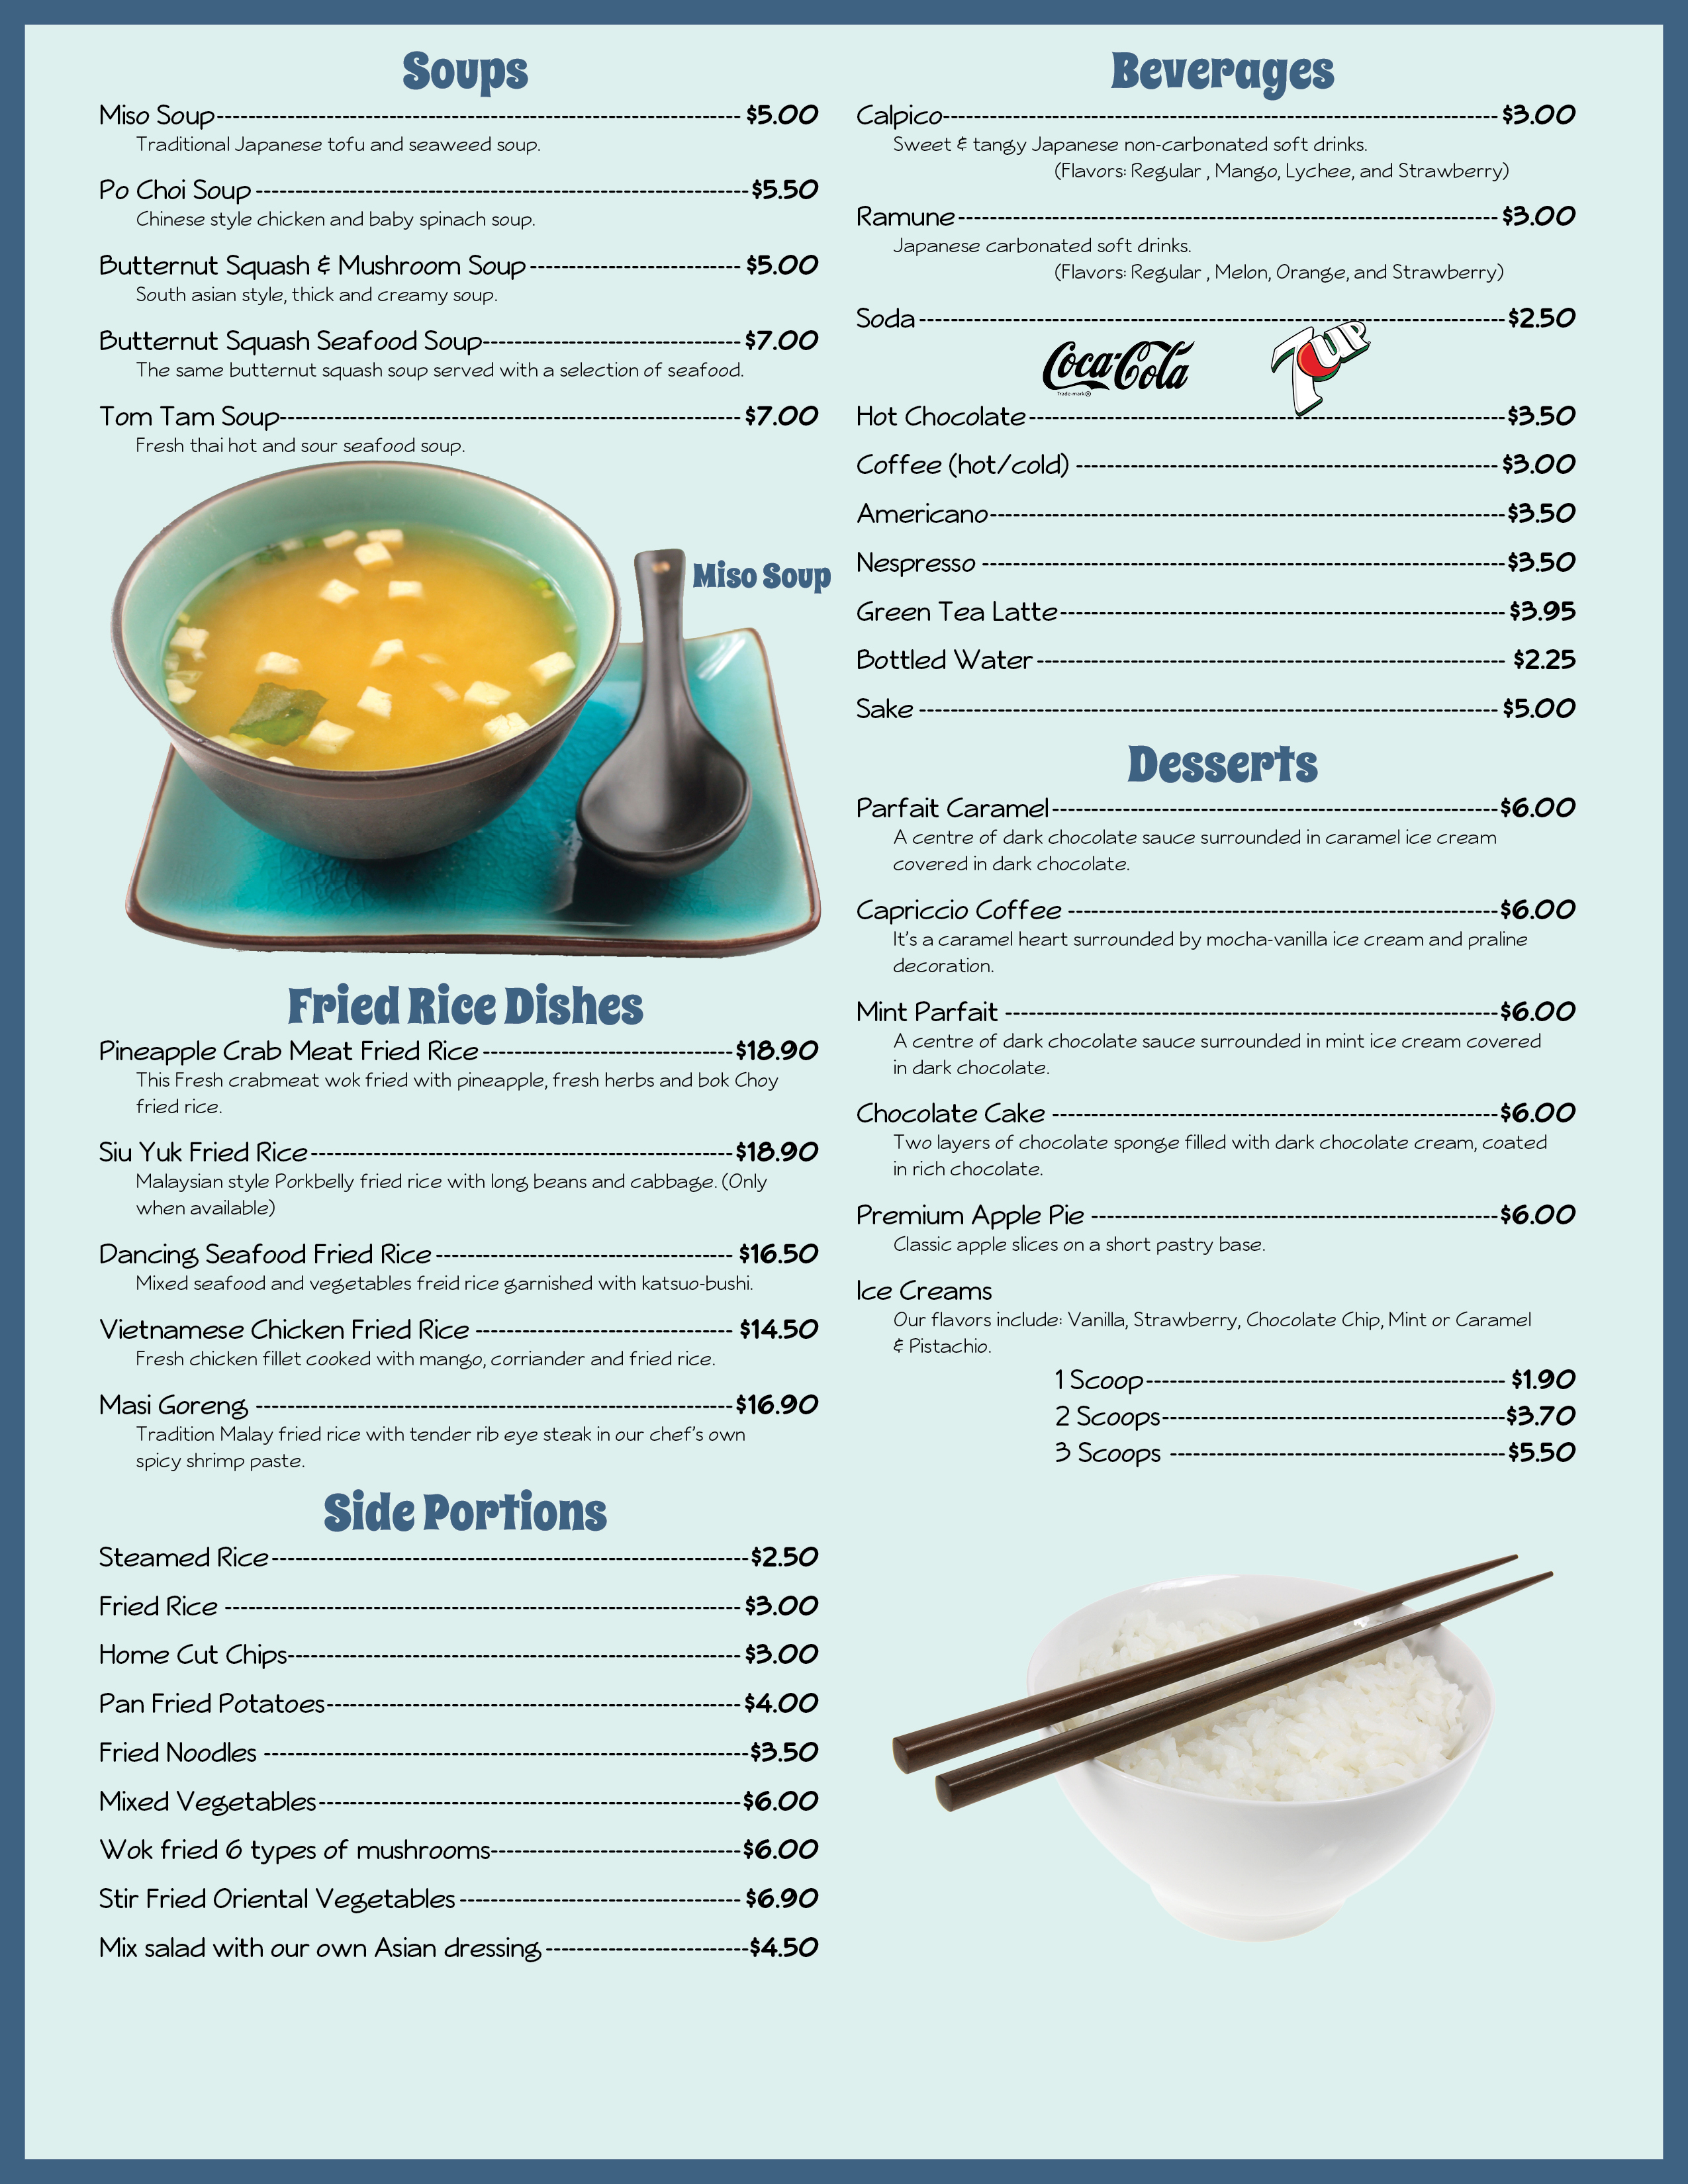 Soups
Miso Soup $5.00
Traditional Japanese tofu and seaweed soup.
Po Choi Soup $5.50
Chinese style chicken and baby spinach soup.
Butternut Squash & Mushroom Soup $5.00
South asian style, thick and creamy soup.
Butternut Squash Seafood Soup $7.00
The same butternut squash soup served with a selection of seafood.
Tom Tam Soup $7.00
Fresh thai hot and sour seafood soup.
Miso Soup
Fried Rice Dishes
Pineapple Crab Meat Fried Rice $18.90
This Fresh crabmeat wok fried with pineapple, fresh herbs and bok Choy
fried rice.
Siu Yuk Fried Rice $18.90
Malaysian style Porkbelly fried rice with long beans and cabbage. (Only
when available)
Dancing Seafood Fried Rice $16.50
Mixed seafood and vegetables freid rice garnished with katsuo-bushi.
Vietnamese Chicken Fried Rice $14.50
Fresh chicken fillet cooked with mango, corriander and fried rice.
Masi Goreng $16.90
Tradition Malay fried rice with tender rib eye steak in our chef's own
spicy shrimp paste.
Side Portions
Steamed Rice $2.50
Fried Rice $3.00
Home Cut Chips $3.00
Pan Fried Potatoes $4.00
Fried Noodles $3.50
Mixed Vegetables $6.00
Wok fried 6 types of mushrooms $6.00
Stir Fried Oriental Vegetables $6.90
Mix salad with our own Asian dressing $4.50
Beverages
Calpico $3.00
Sweet & tangy Japanese non-carbonated soft drinks.
(Flavors: Regular , Mango, Lychee, and Strawberry)
Ramune $3.00
Japanese carbonated soft drinks.
(Flavors: Regular , Melon, Orange, and Strawberry)
Soda $2.50
Coca-Cola 7UP
Trade-mark®
Hot Chocolate $3.50
Coffee (hot/cold) $3.00
Americano $3.50
Nespresso $3.50
Green Tea Latte $3.95
Bottled Water $2.25
Sake $5.00
Desserts
Parfait Caramel $6.00
A centre of dark chocolate sauce surrounded in caramel ice cream
covered in dark chocolate.
Capriccio Coffee $6.00
It's a caramel heart surrounded by mocha-vanilla ice cream and praline
decoration.
Mint Parfait $6.00
A centre of dark chocolate sauce surrounded in mint ice cream covered
in dark chocolate.
Chocolate Cake $6.00
Two layers of chocolate sponge filled with dark chocolate cream, coated
in rich chocolate.
Premium Apple Pie $6.00
Classic apple slices on a short pastry base.
Ice Creams
Our flavors include: Vanilla, Strawberry, Chocolate Chip, Mint or Caramel
& Pistachio.
1 Scoop $1.90
2 Scoops $3.70
3 Scoops $5.50